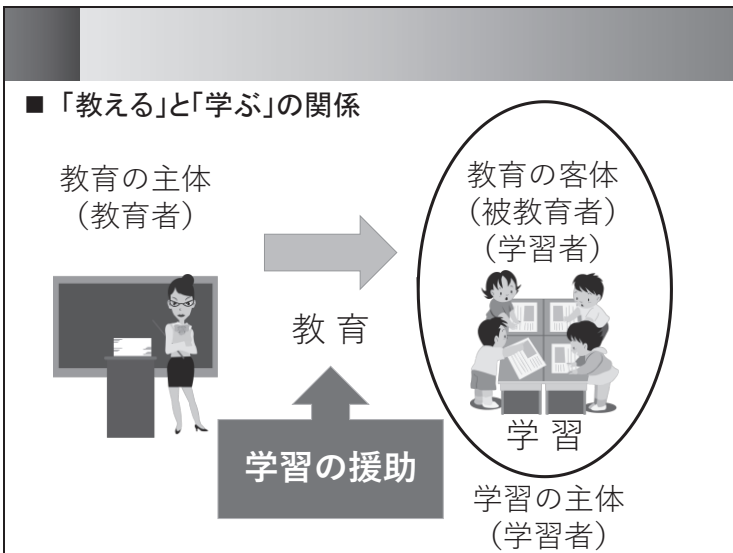 ■ 「教える」と「学ぶ」の関係
教育の主体
（教育者）
教 育
学習の援助
教育の客体
（被教育者）
（学習者）
学 習
学習の主体
（学習者）